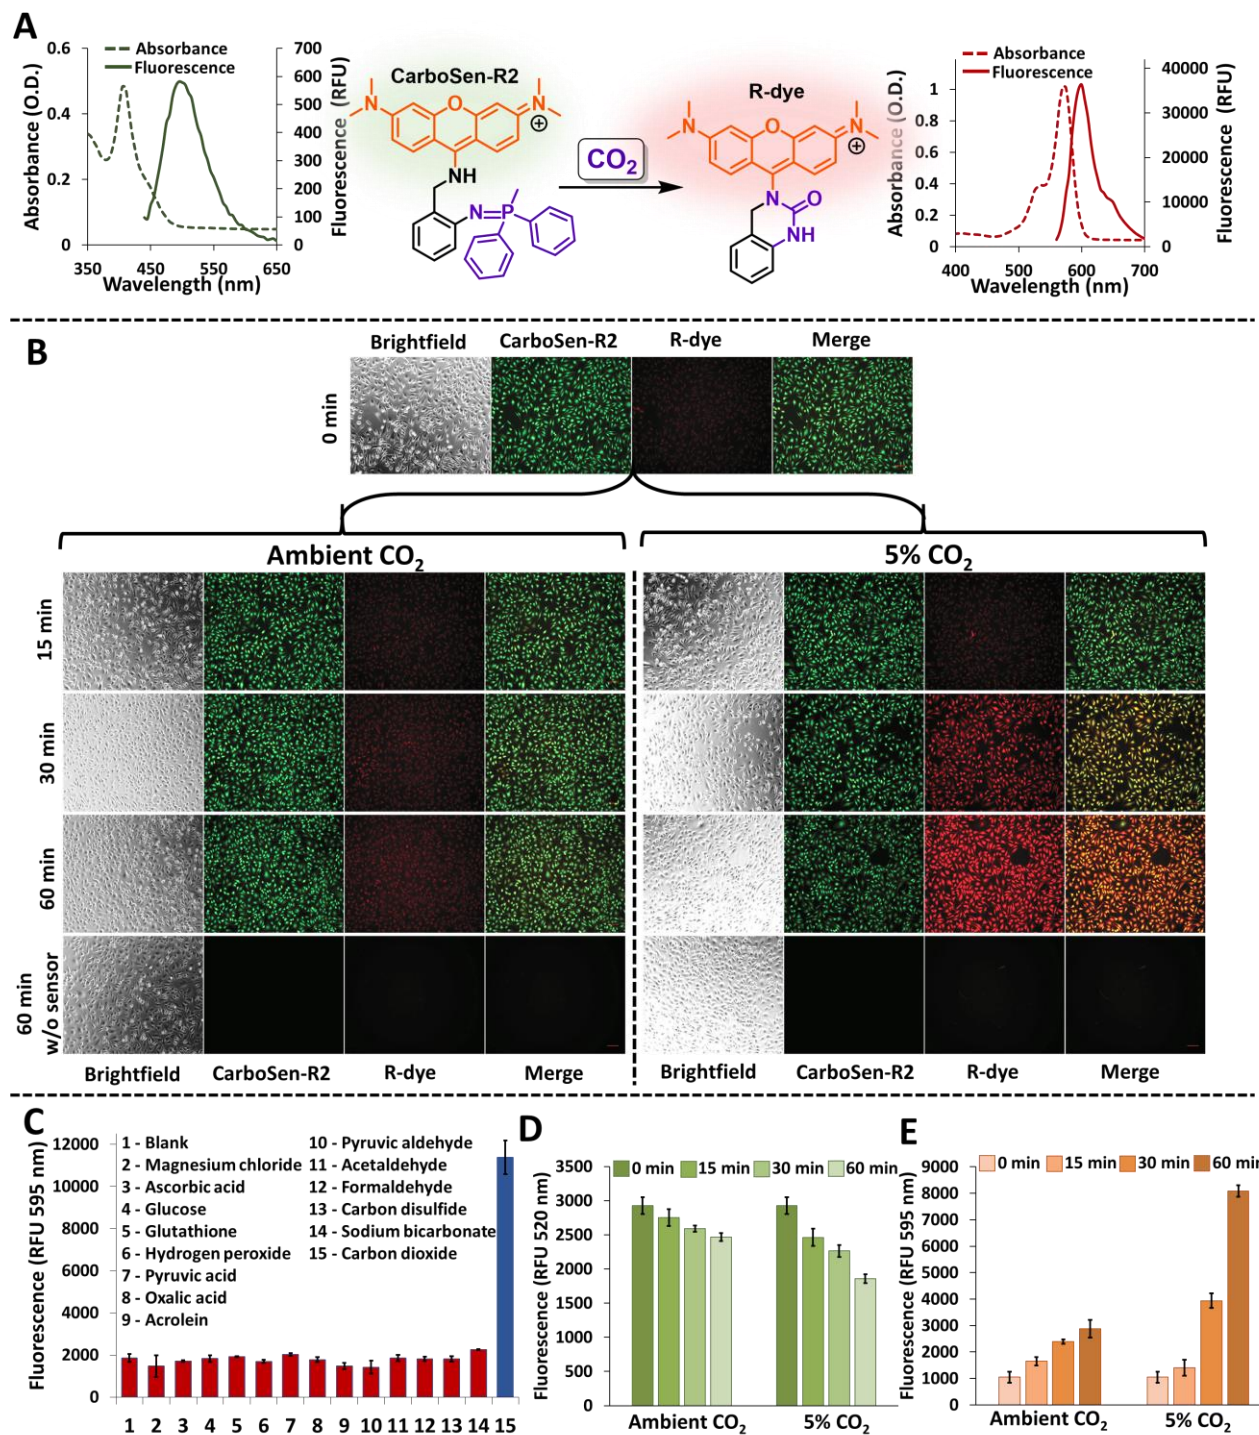 A
0.6
0.4
0.2
0
Absorbance (O.D.)
350
450
550
650
Wavelength (nm)
700
600
500
400
300
200
100
0
Fluorescence (RFU)
Absorbance
Fluorescence
CarboSen-R2
N
O
N
⊕
NH
N=P
CO2
R-dye
N
O
N
⊕
N
O
NH
Absorbance
Fluorescence
1
0.8
0.6
0.4
0.2
0
Absorbance (O.D.)
400
500
600
700
Wavelength (nm)
40000
30000
20000
10000
0
Fluorescence (RFU)
B
Brightfield
CarboSen-R2
R-dye
Merge
0 min
Ambient CO2
5% CO2
15 min
30 min
60 min
60 min
w/o sensor
Brightfield
CarboSen-R2
R-dye
Merge
Brightfield
CarboSen-R2
R-dye
Merge
C
Fluorescence (RFU 595 nm)
12000
10000
8000
6000
4000
2000
0
1 - Blank
2 - Magnesium chloride
3 - Ascorbic acid
4 - Glucose
5 - Glutathione
6 - Hydrogen peroxide
7 - Pyruvic acid
8 - Oxalic acid
9 - Acrolein
10 - Pyruvic aldehyde
11 - Acetaldehyde
12 - Formaldehyde
13 - Carbon disulfide
14 - Sodium bicarbonate
15 - Carbon dioxide
1 2 3 4 5 6 7 8 9 10 11 12 13 14 15
D
Fluorescence (RFU 520 nm)
3500
3000
2500
2000
1500
1000
500
0
0 min 15 min 30 min 60 min
Ambient CO2
5% CO2
E
Fluorescence (RFU 595 nm)
9000
8000
7000
6000
5000
4000
3000
2000
1000
0
0 min 15 min 30 min 60 min
Ambient CO2
5% CO2